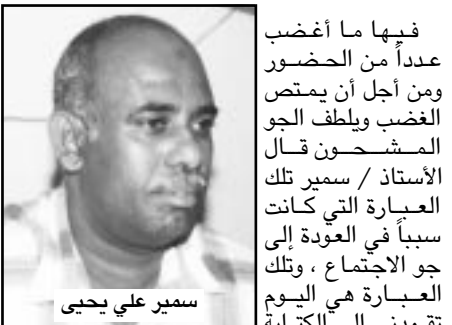 فيها ما أغضب
عدداً من الحضور
ومن أجل أن يمتص
الغضب ويلطف الجو
المشحون قال
الأستاذ / سمير تلك
العبارة التي كانت
سبباً في العودة إلى
جو الاجتماع ، وتلك
العبارة هي اليوم
سمير علي يحيى